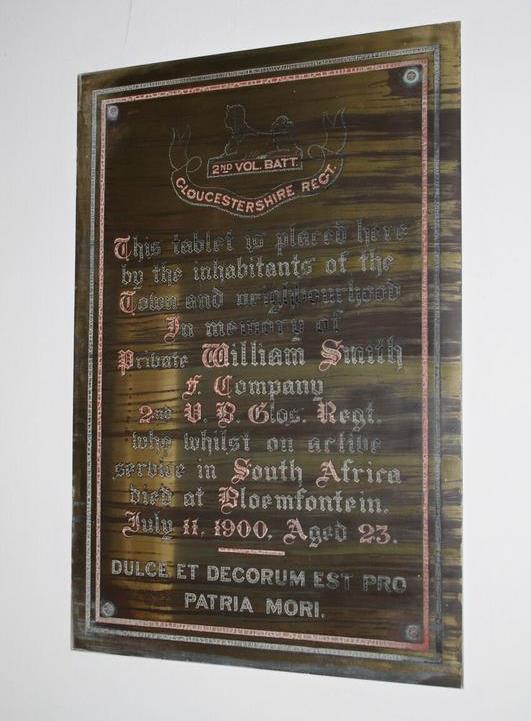 2ND VOL. BATT.
GLOUCESTERSHIRE REGT.
This tablet is placed here
by the inhabitants of the
Town and neighbourhood
In memory of
Private William Smith
F. Company
2nd V. B. Glos. Regt.
who whilst on active
service in South Africa
died at Bloemfontein.
July 11, 1900, Aged 23.
DULCE ET DECORUM EST PRO
PATRIA MORI.